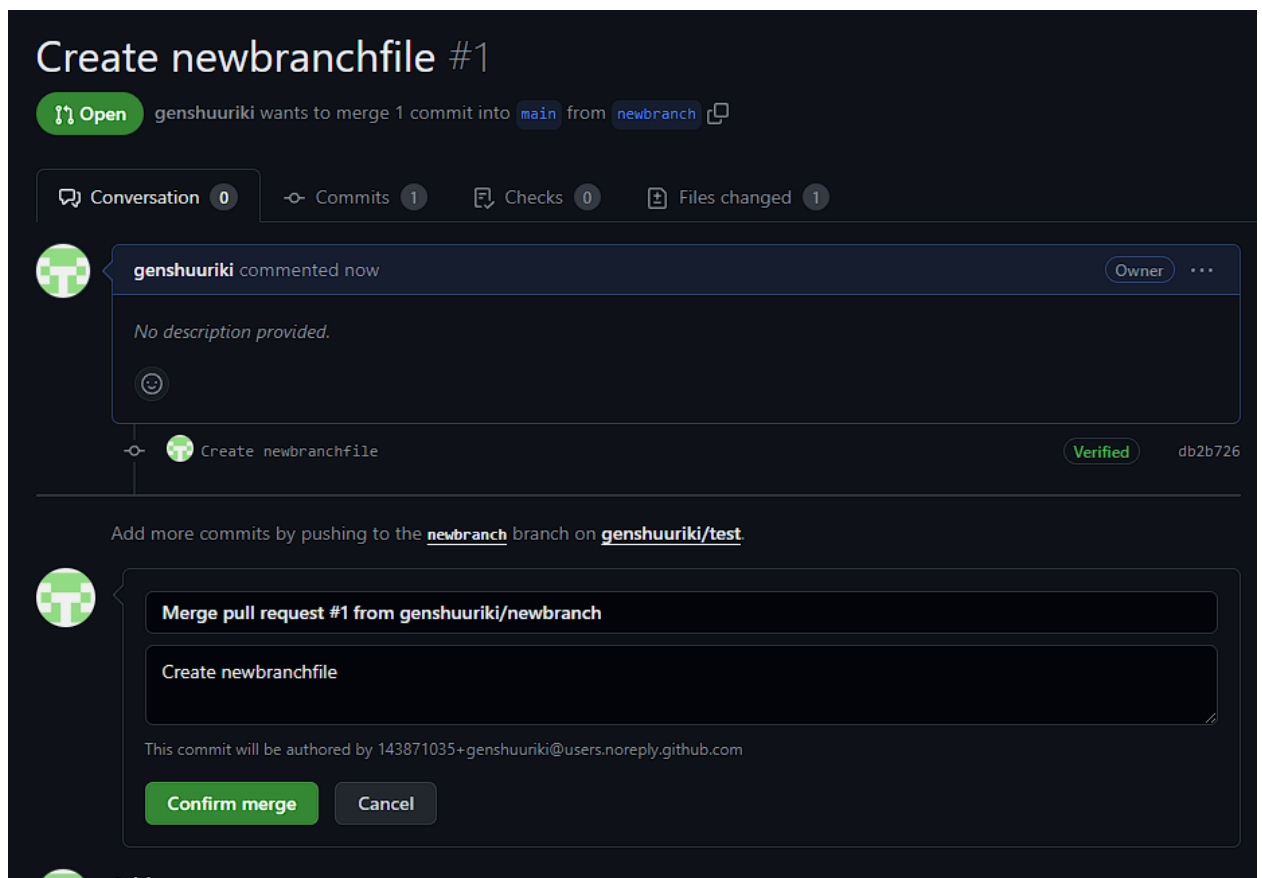 Create newbranchfile #1
Open genshuuriki wants to merge 1 commit into main from newbranch
Conversation 0 Commits 1 Checks 0 Files changed 1
genshuuriki commented now Owner ...
No description provided.
Create newbranchfile Verified db2b726
Add more commits by pushing to the newbranch branch on genshuuriki/test.
Merge pull request #1 from genshuuriki/newbranch
Create newbranchfile
This commit will be authored by 143871035+genshuuriki@users.noreply.github.com
Confirm merge Cancel